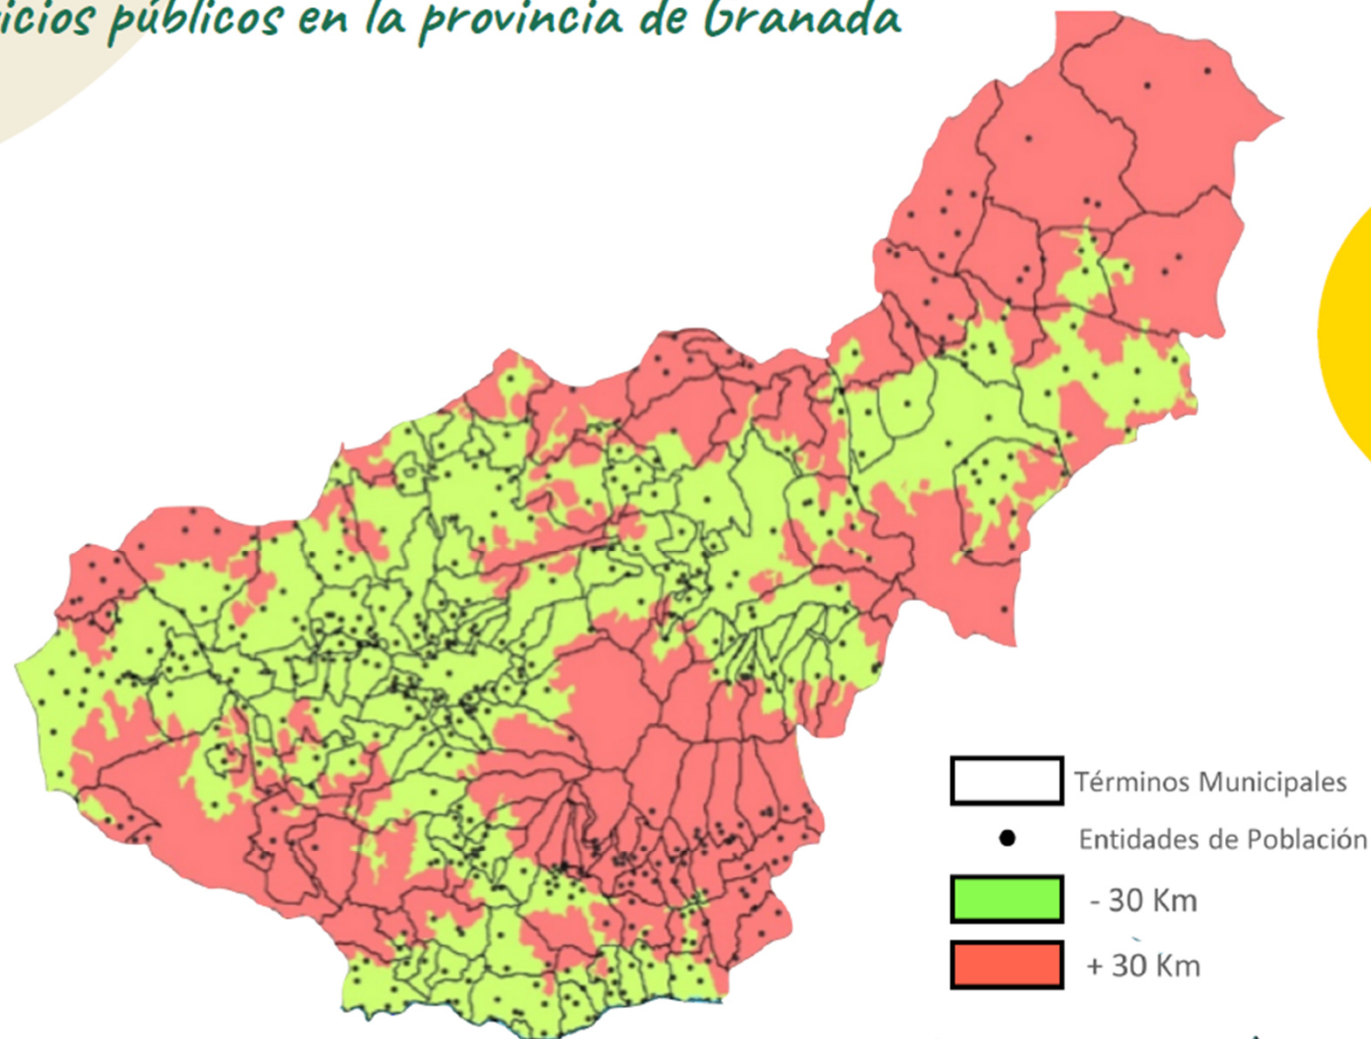 icios públicos en la provincia de Granada
Términos Municipales
Entidades de Población
- 30 Km
+ 30 Km